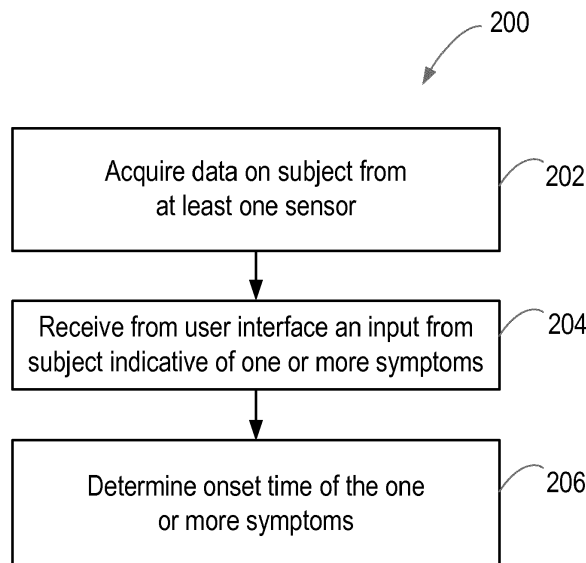 200
Acquire data on subject from
at least one sensor
202
Receive from user interface an input from
subject indicative of one or more symptoms
204
Determine onset time of the one
or more symptoms
206